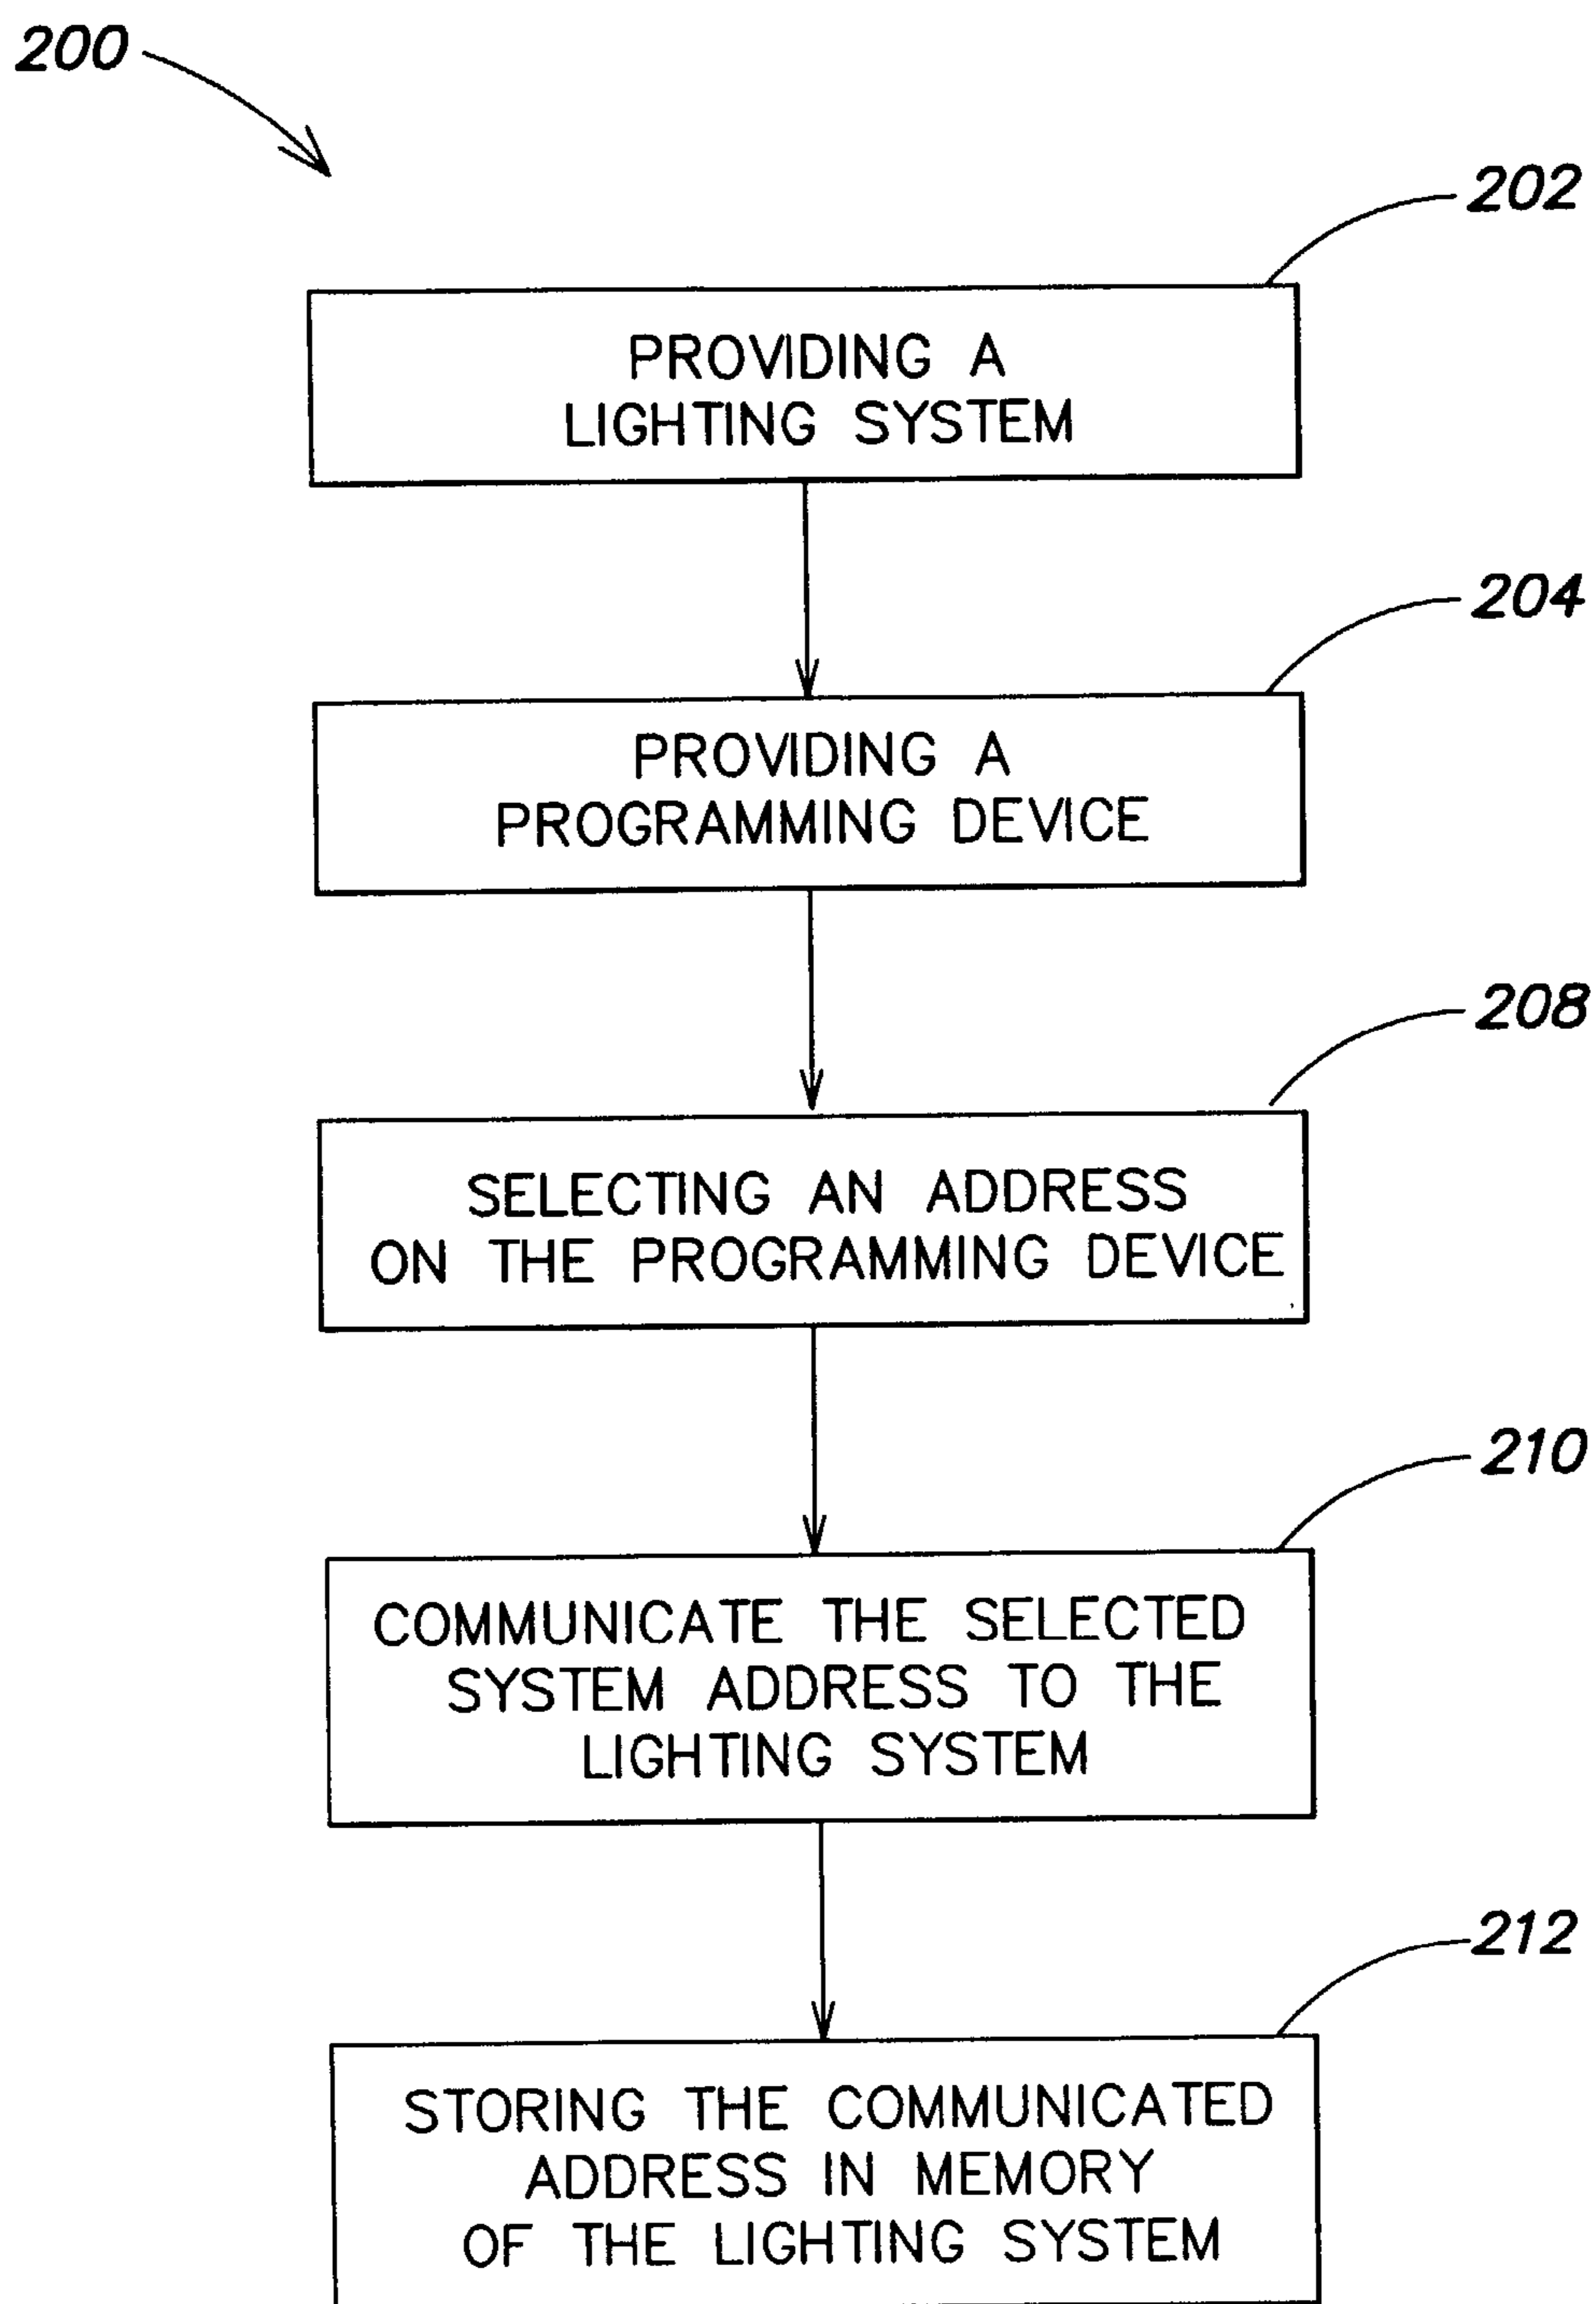 200
202
PROVIDING A
LIGHTING SYSTEM
204
PROVIDING A
PROGRAMMING DEVICE
208
SELECTING AN ADDRESS
ON THE PROGRAMMING DEVICE
210
COMMUNICATE THE SELECTED
SYSTEM ADDRESS TO THE
LIGHTING SYSTEM
212
STORING THE COMMUNICATED
ADDRESS IN MEMORY
OF THE LIGHTING SYSTEM